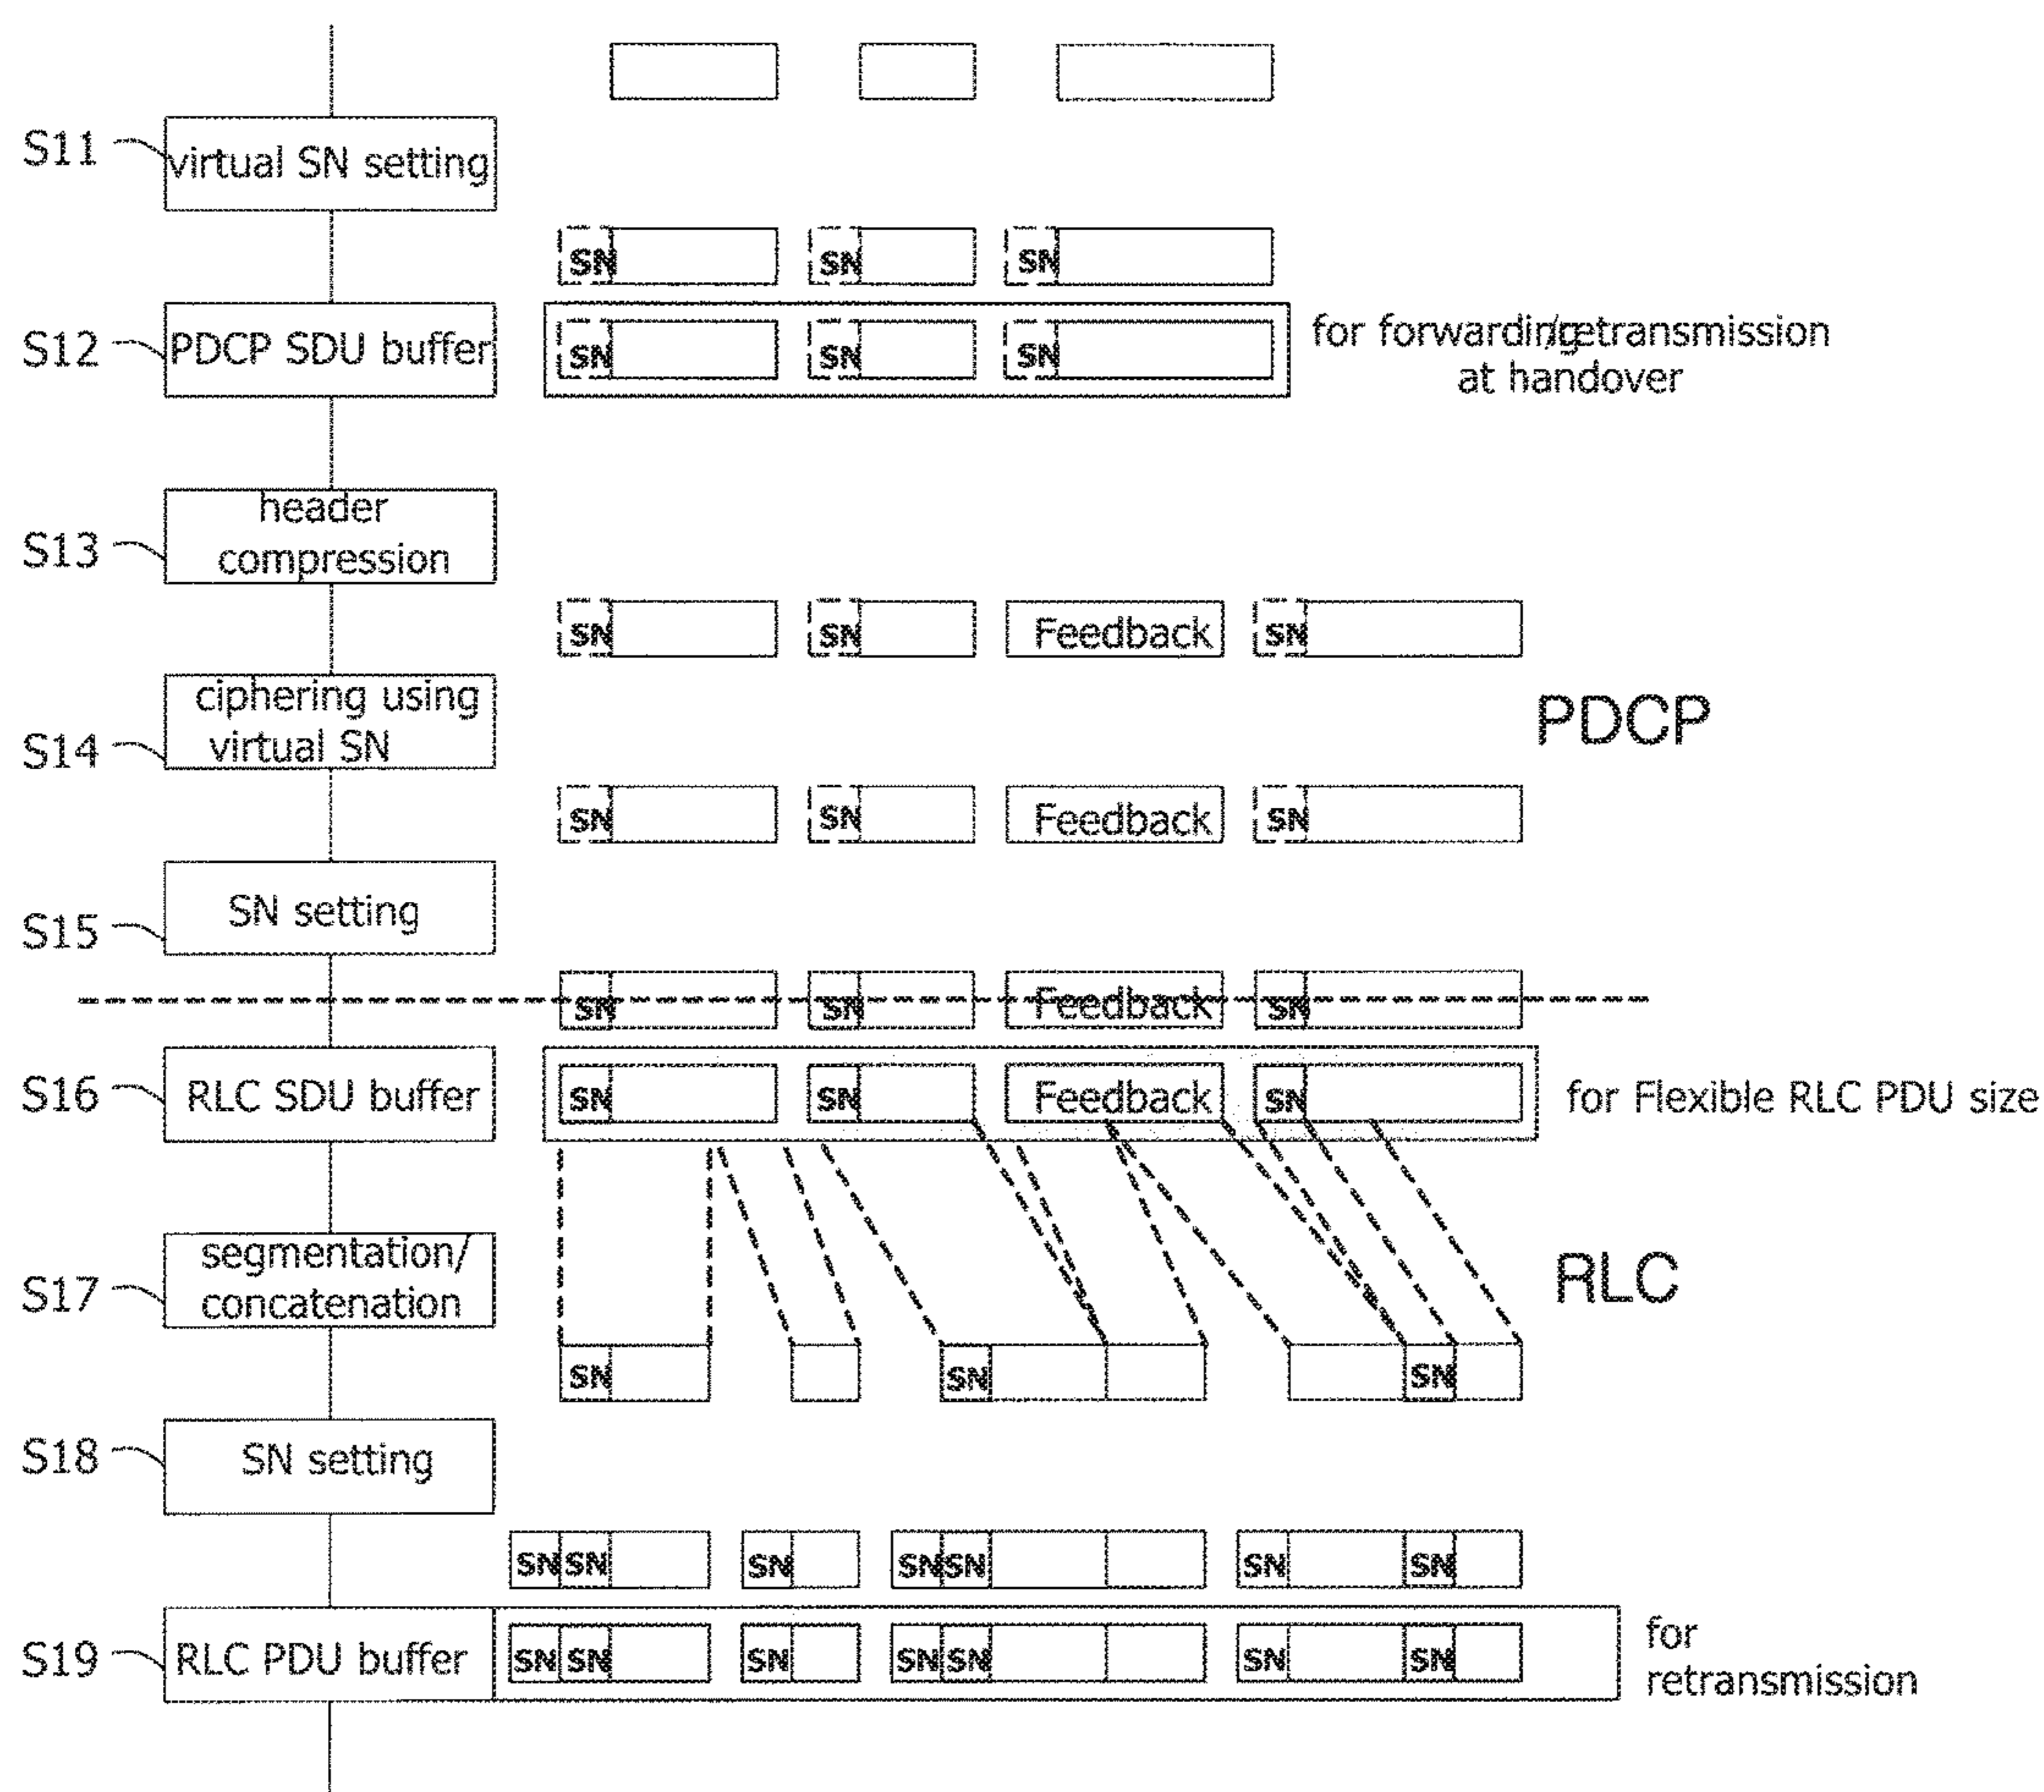 S11 virtual SN setting
SN SN SN
S12 PDCP SDU buffer SN SN SN for forwarding/retransmission
at handover
S13 header
compression
SN SN Feedback SN
S14 ciphering using
virtual SN
PDCP
SN SN Feedback SN
S15 SN setting
SN SN Feedback SN
S16 RLC SDU buffer SN SN Feedback SN for Flexible RLC PDU size
S17 segmentation/
concatenation
RLC
SN SN SN
S18 SN setting
SN SN SN SN SN SN SN
S19 RLC PDU buffer SN SN SN SN SN SN SN for
retransmission